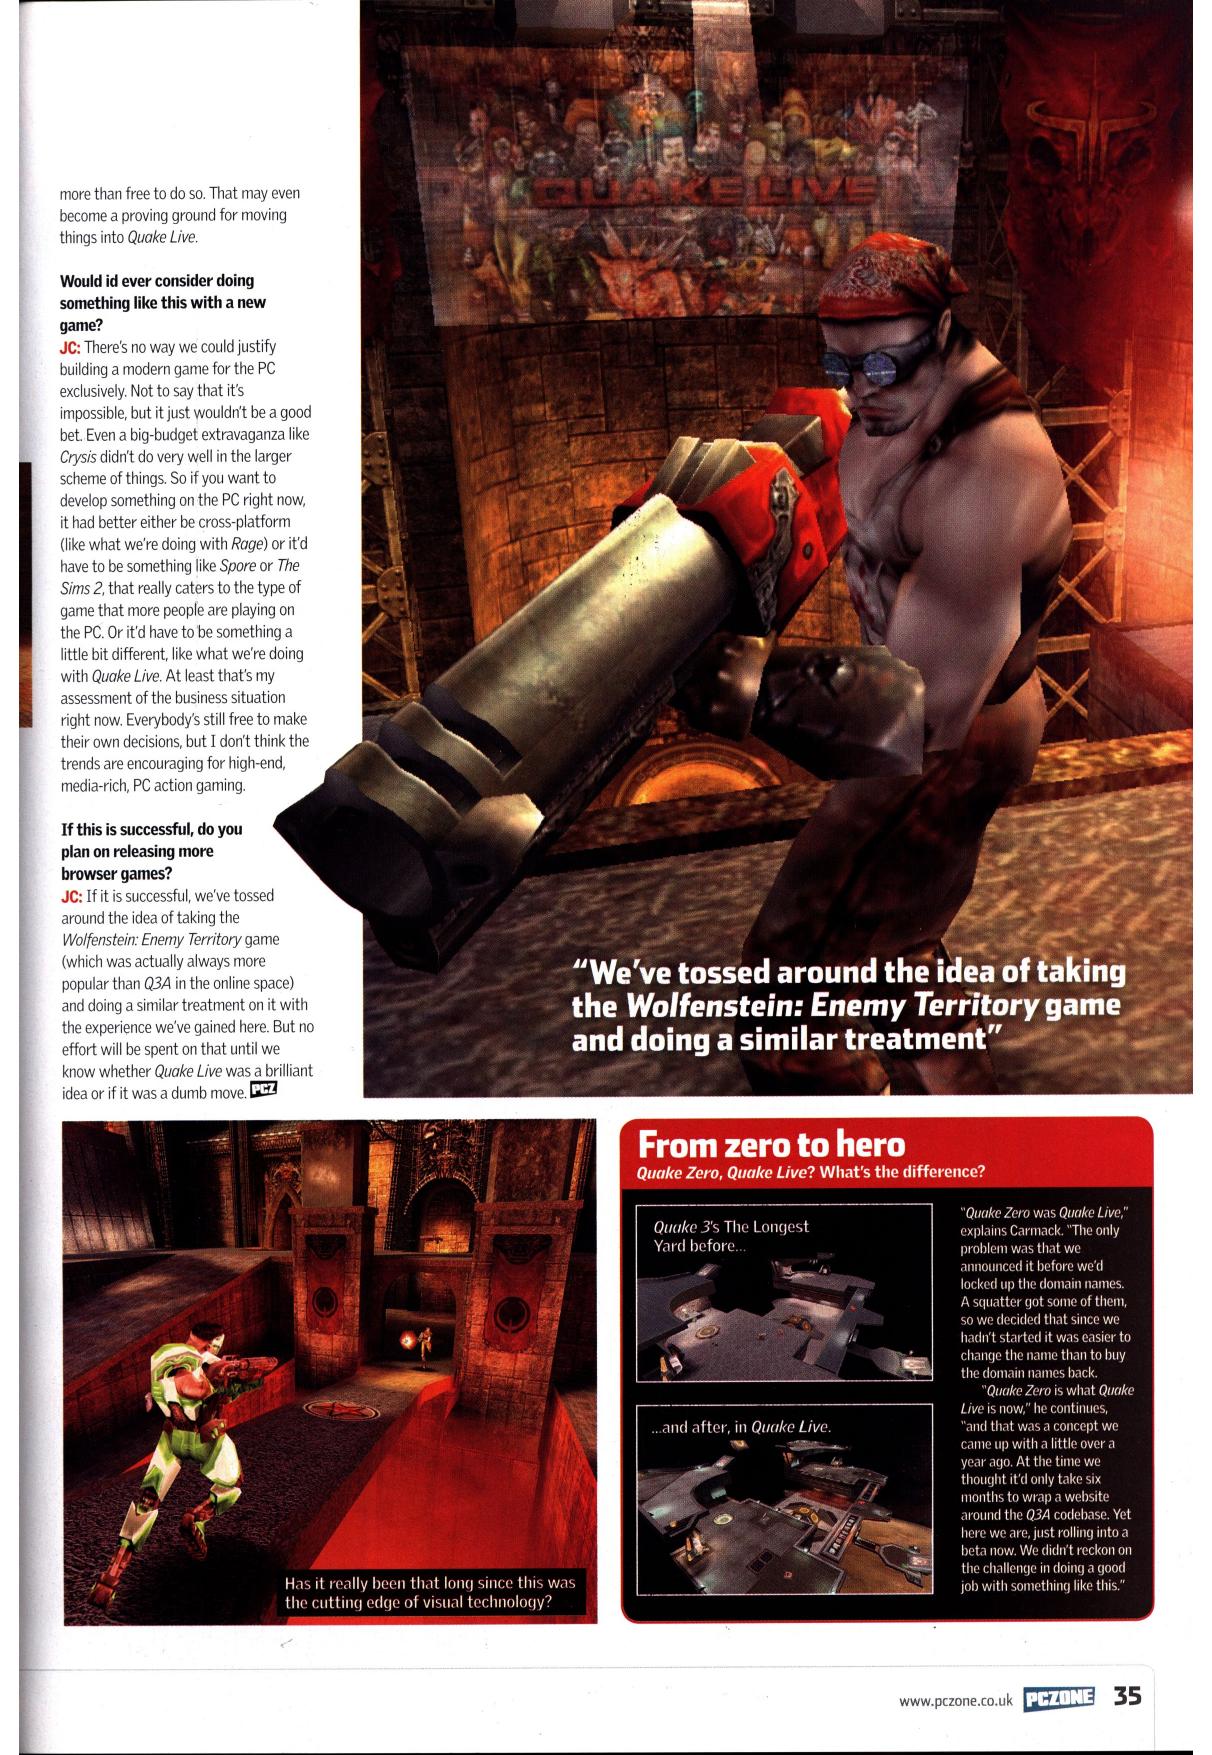 more than free to do so. That may even
become a proving ground for moving
things into Quake Live.
Would id ever consider doing
something like this with a new
game?
JC: There's no way we could justify
building a modern game for the PC
exclusively. Not to say that it's
impossible, but it just wouldn't be a good
bet. Even a big-budget extravaganza like
Crysis didn't do very well in the larger
scheme of things. So if you want to
develop something on the PC right now,
it had better either be cross-platform
(like what we're doing with Rage) or it'd
have to be something like Spore or The
Sims 2, that really caters to the type of
game that more people are playing on
the PC. Or it'd have to be something a
little bit different, like what we're doing
with Quake Live. At least that's my
assessment of the business situation
right now. Everybody's still free to make
their own decisions, but I don't think the
trends are encouraging for high-end,
media-rich, PC action gaming.
If this is successful, do you
plan on releasing more
browser games?
JC: If it is successful, we've tossed
around the idea of taking the
Wolfenstein: Enemy Territory game
(which was actually always more
popular than Q3A in the online space)
and doing a similar treatment on it with
the experience we've gained here. But no
effort will be spent on that until we
know whether Quake Live was a brilliant
idea or if it was a dumb move. PCZ
QUAKE LIVE
"We've tossed around the idea of taking
the Wolfenstein: Enemy Territory game
and doing a similar treatment"
Has it really been that long since this was
the cutting edge of visual technology?
From zero to hero
Quake Zero, Quake Live? What's the difference?
Quake 3's The Longest
Yard before...
...and after, in Quake Live.
"Quake Zero was Quake Live,"
explains Carmack. "The only
problem was that we
announced it before we'd
locked up the domain names.
A squatter got some of them,
so we decided that since we
hadn't started it was easier to
change the name than to buy
the domain names back.
"Quake Zero is what Quake
Live is now," he continues,
"and that was a concept we
came up with a little over a
year ago. At the time we
thought it'd only take six
months to wrap a website
around the Q3A codebase. Yet
here we are, just rolling into a
beta now. We didn't reckon on
the challenge in doing a good
job with something like this."
www.pczone.co.uk PCZONE 35